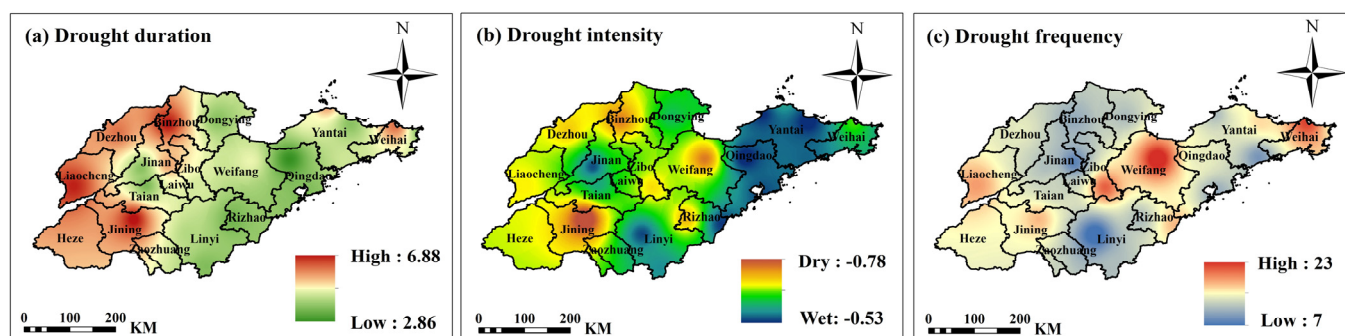 (a) Drought duration
N
Binzhou
Dongying
Dezhou
Yantai
Weihai
Jinan
Zibo
Weifang
Qingdao
Liaocheng
Laiwu
Taian
Rizhao
Jining
Heze
Linyi
Zaozhuang
High : 6.88
Low : 2.86
0 50 100 200
KM
(b) Drought intensity
N
Binzhou
Dongying
Dezhou
Yantai
Weihai
Jinan
Zibo
Weifang
Qingdao
Liaocheng
Laiwu
Taian
Rizhao
Jining
Heze
Linyi
Zaozhuang
Dry : -0.78
Wet: -0.53
0 50 100 200
KM
(c) Drought frequency
N
Binzhou
Dongying
Dezhou
Yantai
Weihai
Jinan
Zibo
Weifang
Qingdao
Liaocheng
Laiwu
Taian
Rizhao
Jining
Heze
Linyi
Zaozhuang
High : 23
Low : 7
0 50 100 200
KM